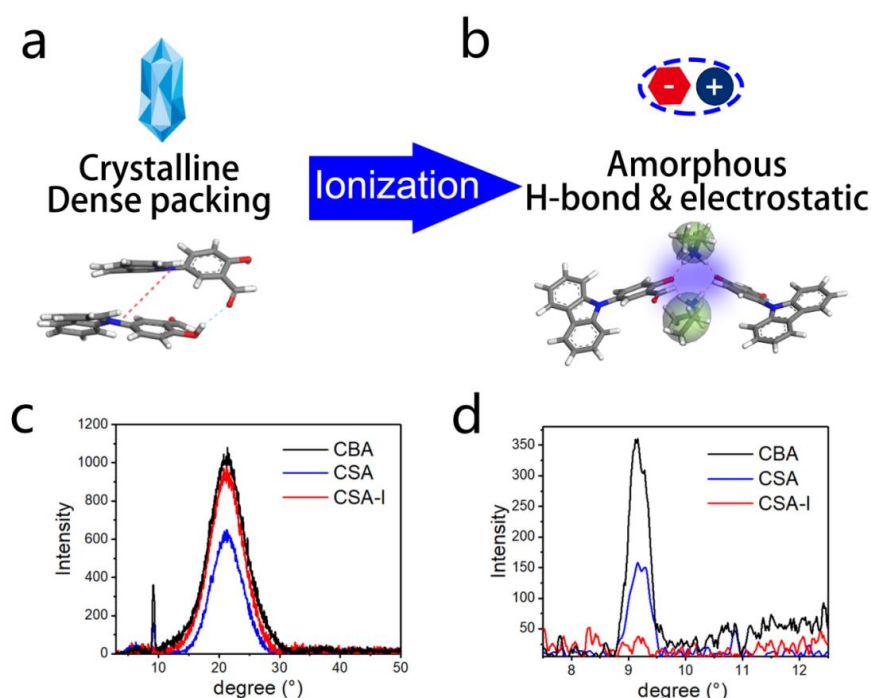 a
b
- +
Crystalline
Dense packing
Ionization
Amorphous
H-bond & electrostatic
c
1200
1000
800
600
400
200
0
Intensity
CBA
CSA
CSA-I
10 20 30 40 50
degree (°)
d
350
300
250
200
150
100
50
Intensity
CBA
CSA
CSA-I
8 9 10 11 12
degree (°)